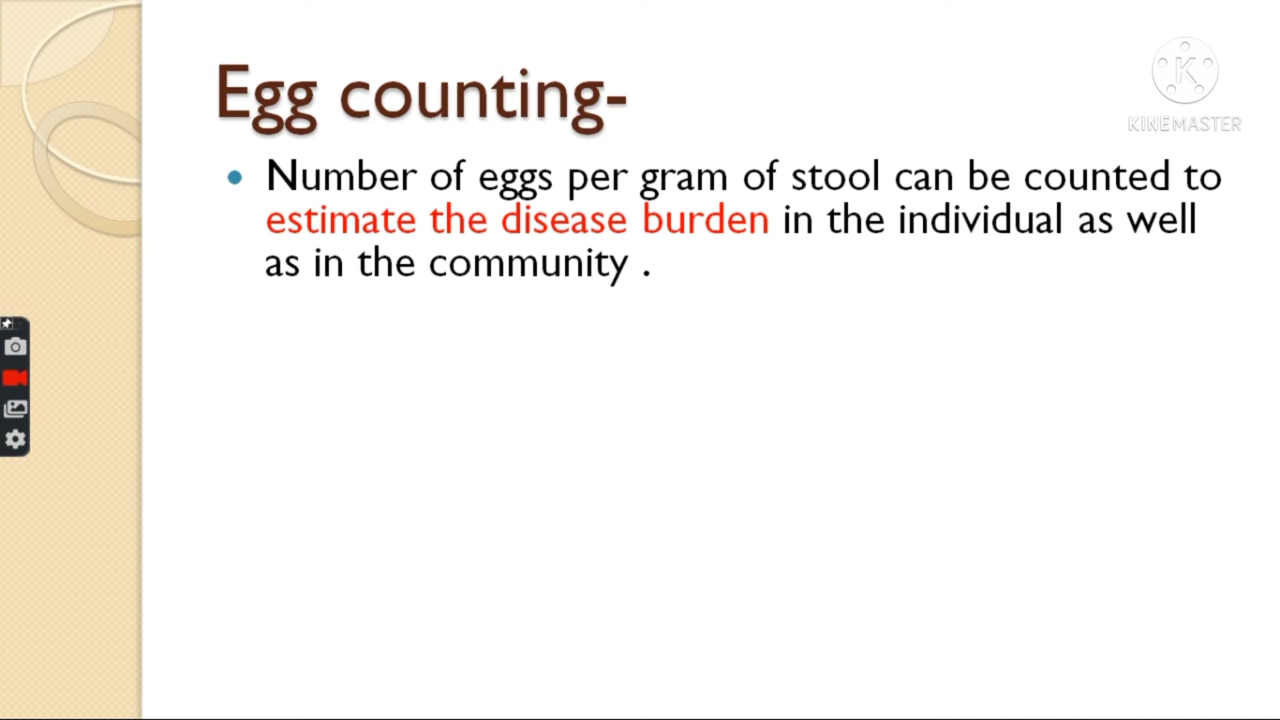 Egg counting-
KINEMASTER
• Number of eggs per gram of stool can be counted to
estimate the disease burden in the individual as well
as in the community .